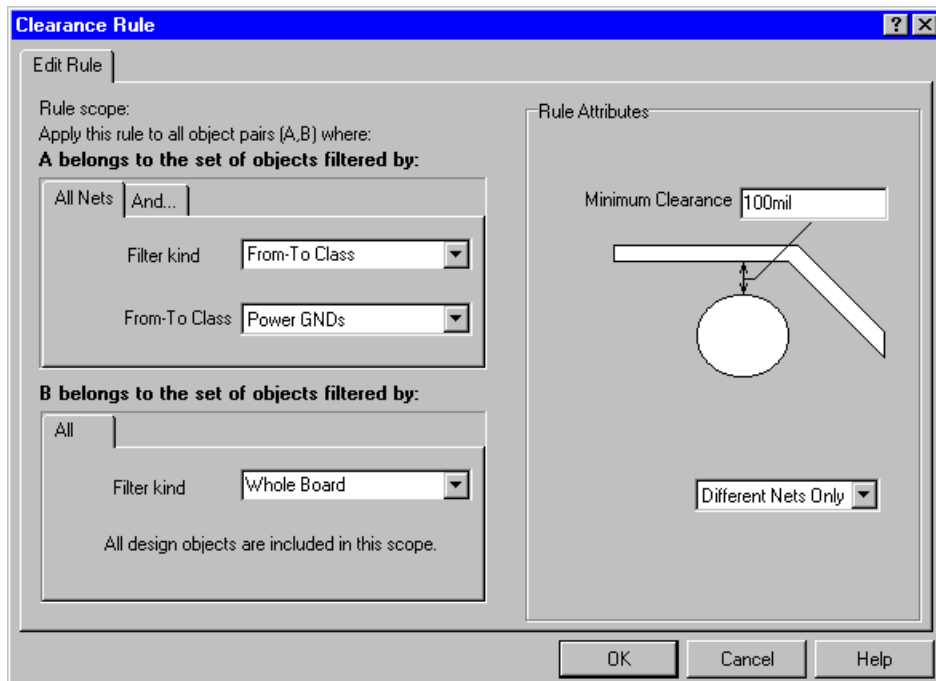 Clearance Rule
Edit Rule
Rule scope:
Apply this rule to all object pairs (A,B) where:
A belongs to the set of objects filtered by:
All Nets And...
Filter kind From-To Class
From-To Class Power GNDs
B belongs to the set of objects filtered by:
All
Filter kind Whole Board
All design objects are included in this scope.
Rule Attributes
Minimum Clearance 100mil
Different Nets Only
OK Cancel Help